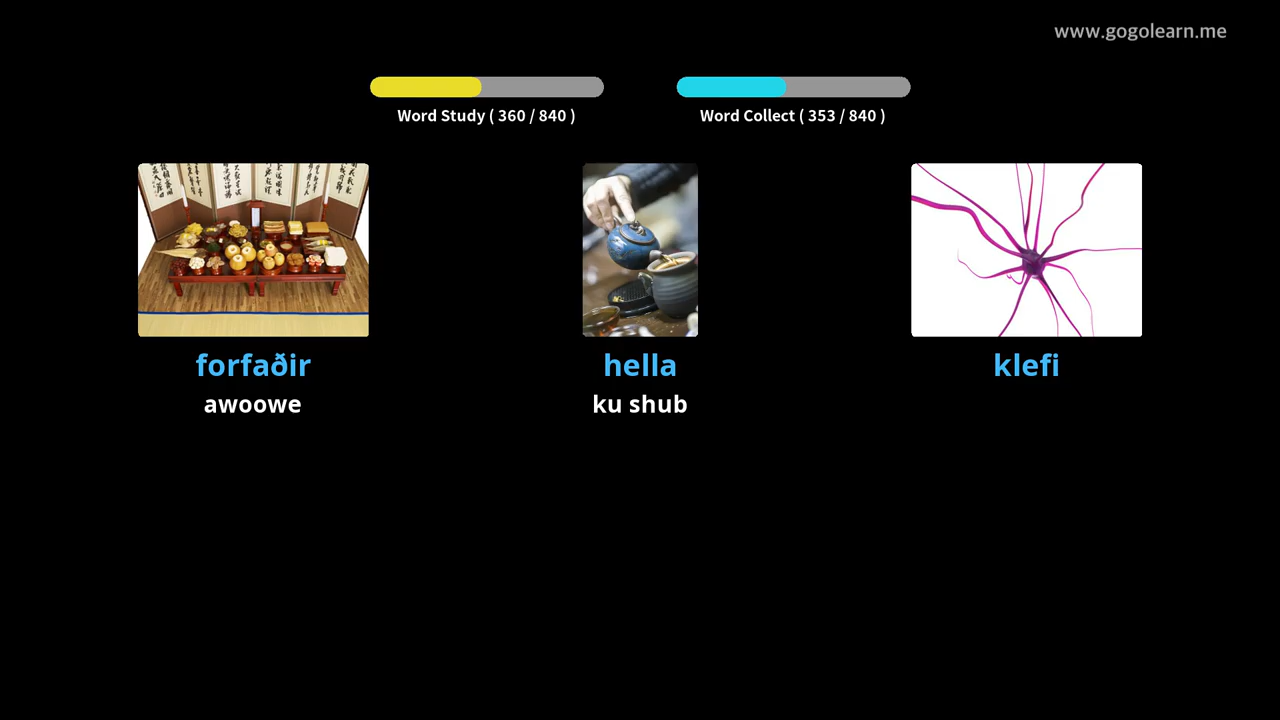 www.gogolearn.me
Word Study ( 360 / 840 )
Word Collect ( 353 / 840 )
forfaðir
awoowe
hella
ku shub
klefi